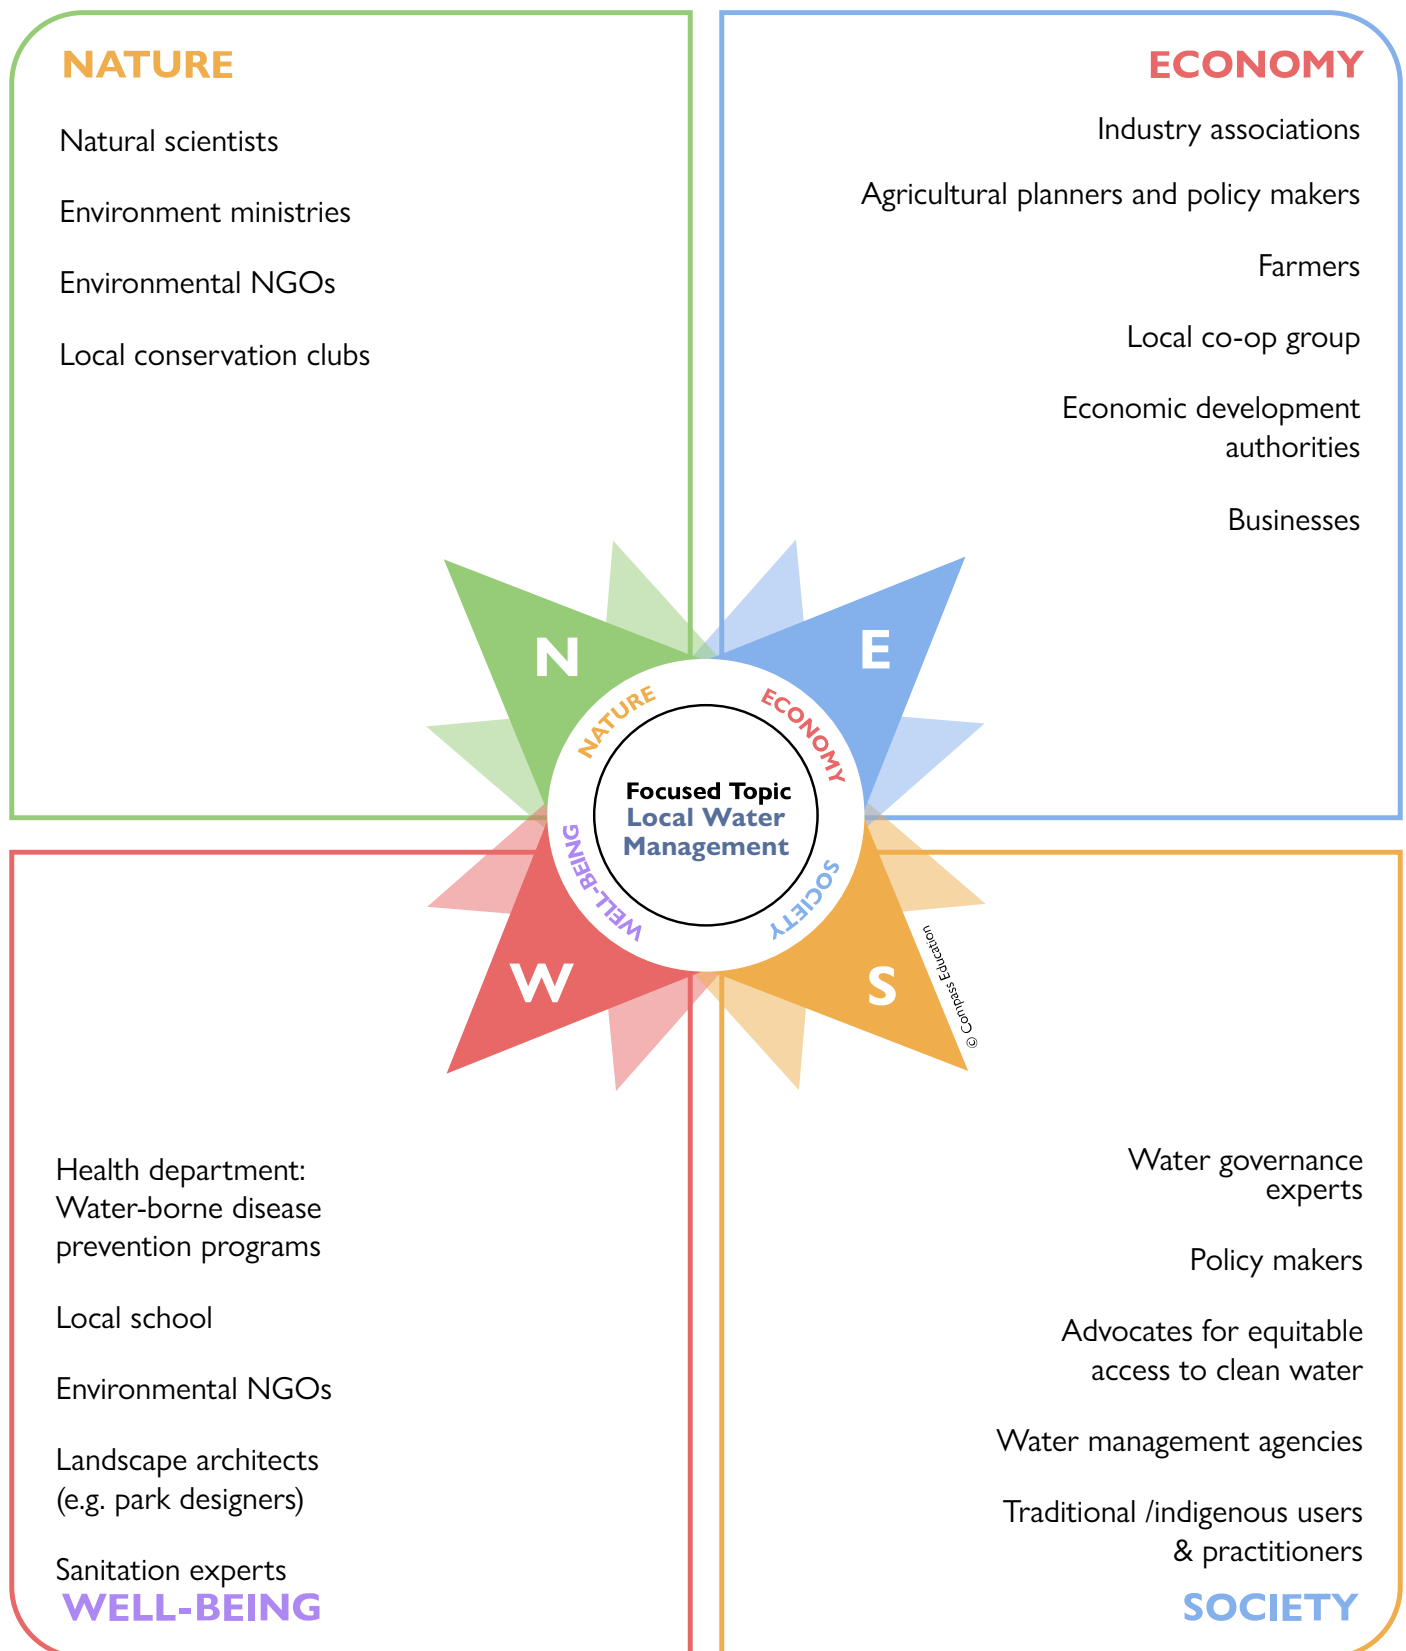 NATURE
Natural scientists
Environment ministries
Environmental NGOs
Local conservation clubs
ECONOMY
Industry associations
Agricultural planners and policy makers
Farmers
Local co-op group
Economic development
authorities
Businesses
N
E
NATURE
ECONOMY
Focused Topic
Local Water
Management
WELL-BEING
SOCIETY
W
S
© Compass Education
Health department:
Water-borne disease
prevention programs
Local school
Environmental NGOs
Landscape architects
(e.g. park designers)
Sanitation experts
WELL-BEING
Water governance
experts
Policy makers
Advocates for equitable
access to clean water
Water management agencies
Traditional /indigenous users
& practitioners
SOCIETY